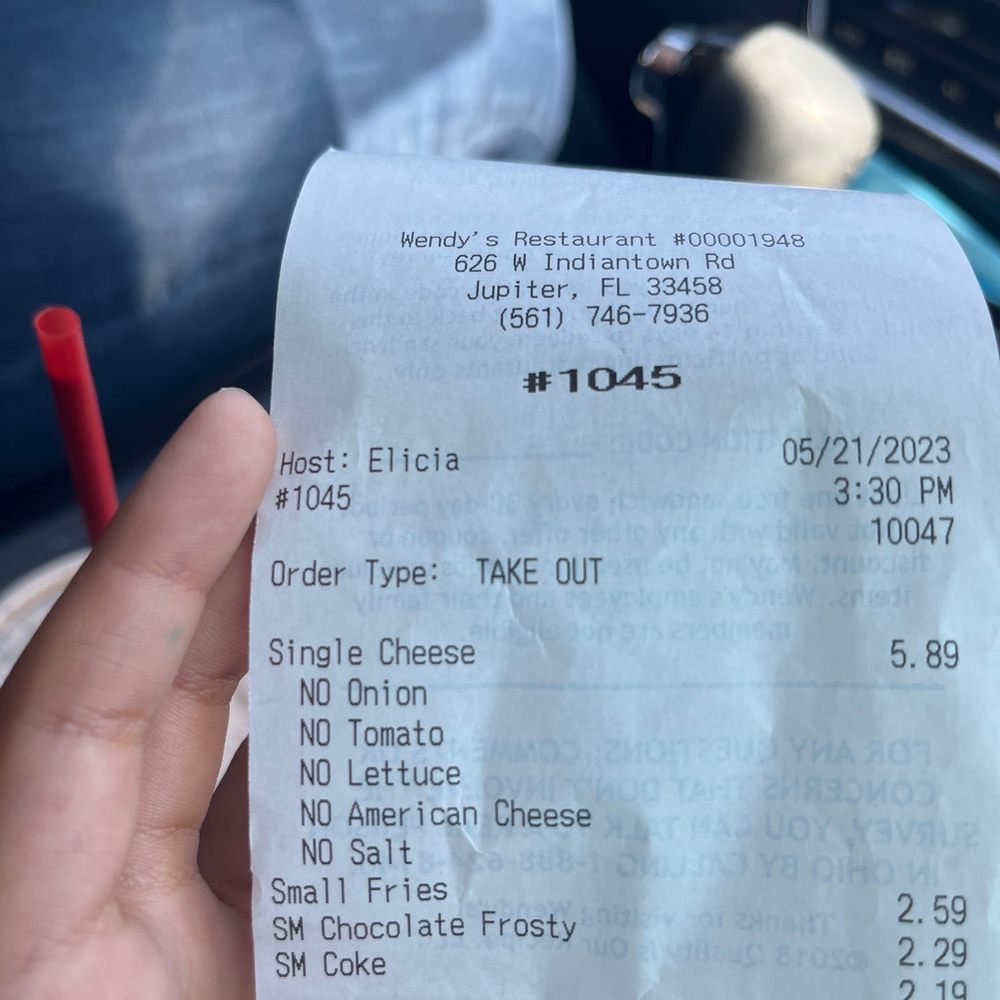 Wendy's Restaurant #00001948
626 W Indiantown Rd
Jupiter, FL 33458
(561) 746-7936
#1045
Host: Elicia 05/21/2023
#1045 3:30 PM
10047
Order Type: TAKE OUT
Single Cheese 5.89
NO Onion
NO Tomato
NO Lettuce
NO American Cheese
NO Salt
Small Fries 2.59
SM Chocolate Frosty 2.29
SM Coke 2.19